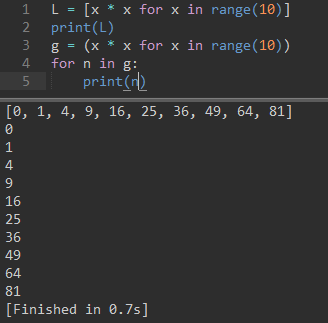 1 L = [x * x for x in range(10)]
2 print(L)
3 g = (x * x for x in range(10))
4 for n in g:
5     print(n)
[0, 1, 4, 9, 16, 25, 36, 49, 64, 81]
0
1
4
9
16
25
36
49
64
81
[Finished in 0.7s]